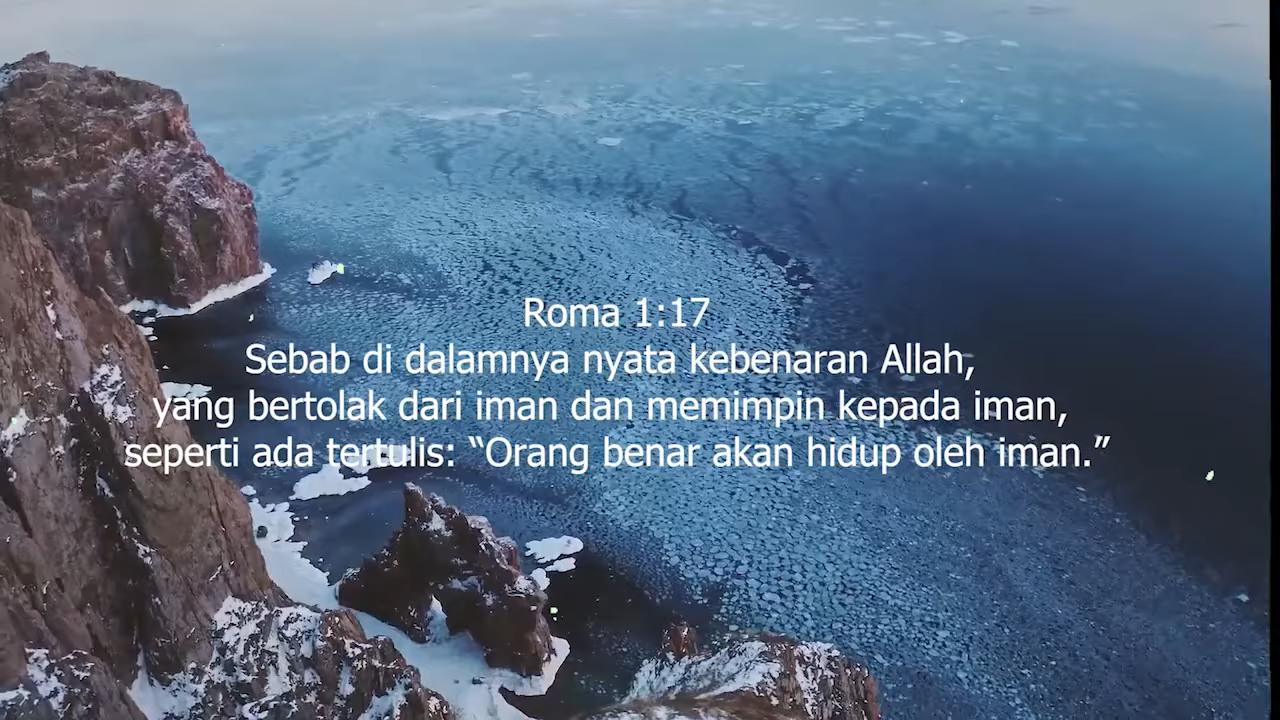 Roma 1:17
Sebab di dalamnya nyata kebenaran Allah,
yang bertolak dari iman dan memimpin kepada iman,
seperti ada tertulis: “Orang benar akan hidup oleh iman.”